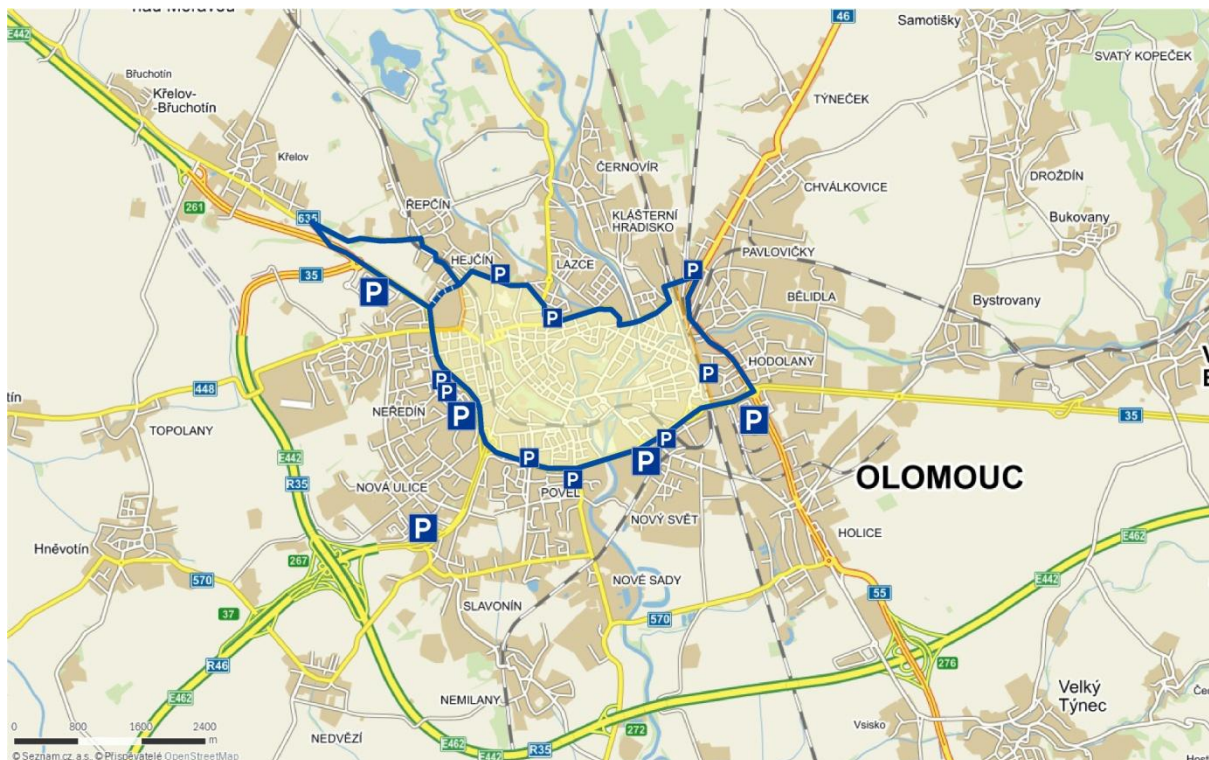 nad Moravou
46
Samotíšky
E442
SVATÝ KOPEČEK
Břuchotín
Křelov-
-Břuchotín
TÝNEČEK
Křelov
ČERNOVÍR
DROŽDÍN
CHVÁLKOVICE
261
635
ŘEPČÍN
KLÁŠTERNÍ
HRADISKO
Bukovany
HEJČÍN
LAZCE
PAVLOVIČKY
35
P
P
P
P
BĚLIDLA
Bystrovany
HODOLANY
448
P
P
P
NEŘEDÍN
P
P
35
TOPOLANY
E442
R35
P
P
P
OLOMOUC
NOVÁ ULICE
POVEL
P
NOVÝ SVĚT
P
HOLICE
E462
Hněvotín
267
570
NOVÉ SADY
E442
37
SLAVONÍN
570
55
R46
276
E462
NEMILANY
Velký
Týnec
Vsisko
0 800 1600 2400
m
NEDVĚZÍ
E462
272
E442
R35
© Seznam.cz, a.s. © Přispěvatelé OpenStreetMap